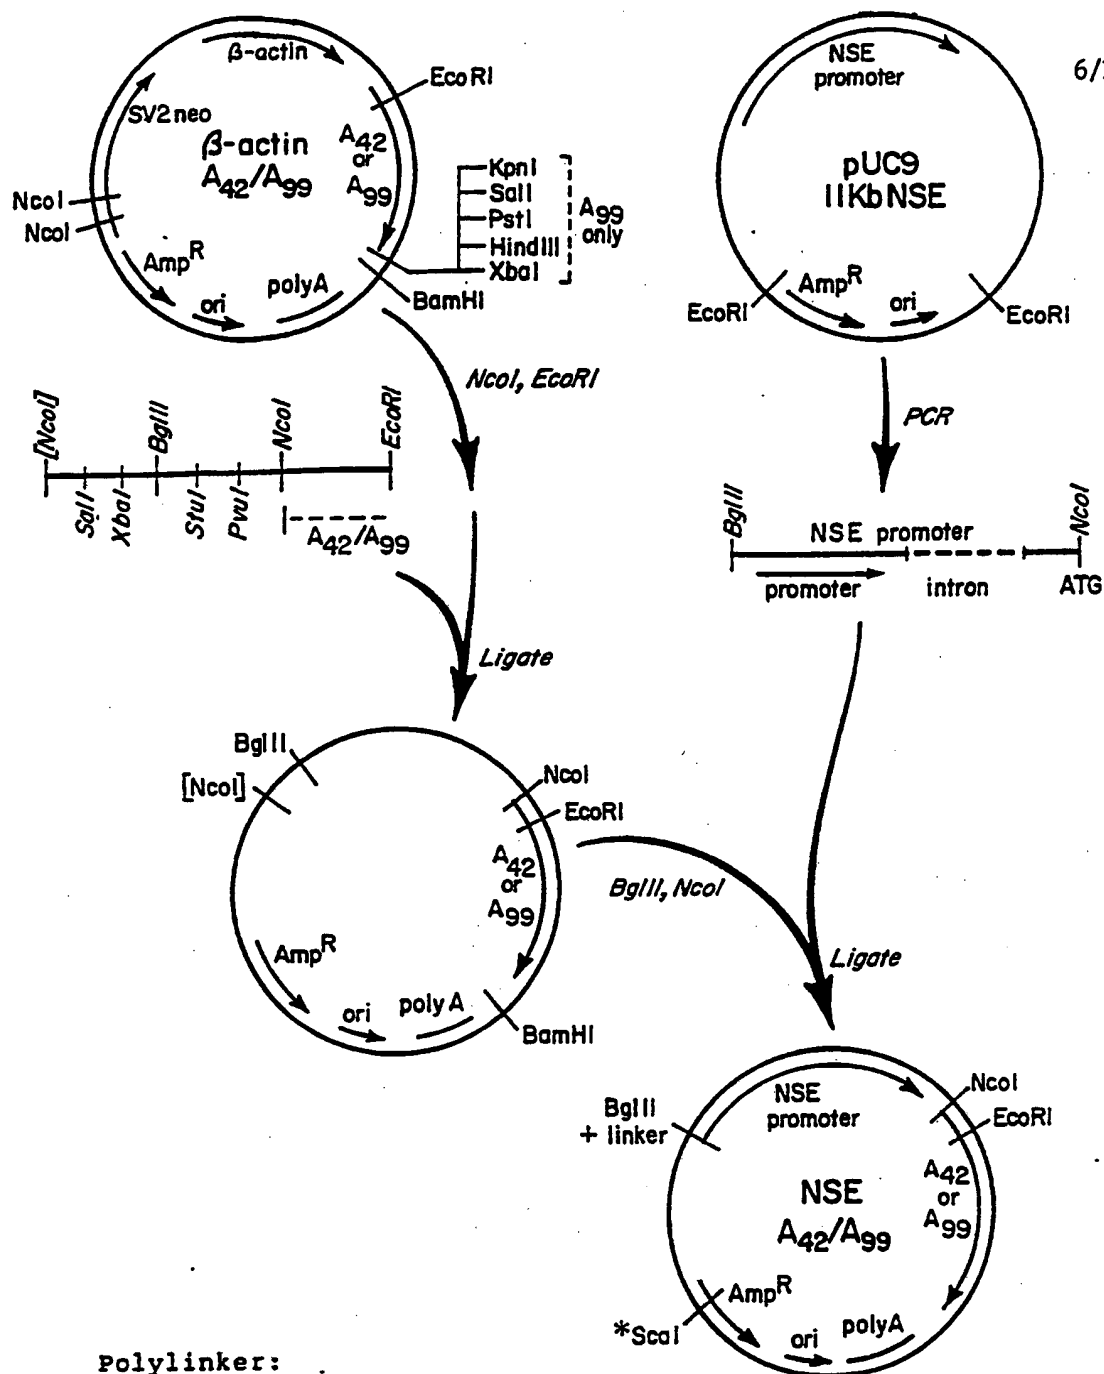 β-actin
EcoRI
SV2neo
β-actin
A42/A99
A42
or
A99
KpnI
SalI
PstI
HindIII
XbaI
A99
only
NcoI
NcoI
AmpR
ori
polyA
BamHI
NSE
promoter
6/
pUC9
11KbNSE
EcoRI
AmpR
ori
EcoRI
NcoI, EcoRI
PCR
[NcoI]
BglII
NcoI
EcoRI
SalI
XbaI
StuI
PvuI
A42/A99
BglII
NcoI
NSE promoter
promoter
intron
ATG
Ligate
BglII
[NcoI]
NcoI
EcoRI
A42
or
A99
AmpR
ori
polyA
BamHI
BglII, NcoI
Ligate
BglII
+ linker
NSE
promoter
NcoI
EcoRI
A42
or
A99
NSE
A42/A99
AmpR
*ScaI
ori
polyA
Polylinker: